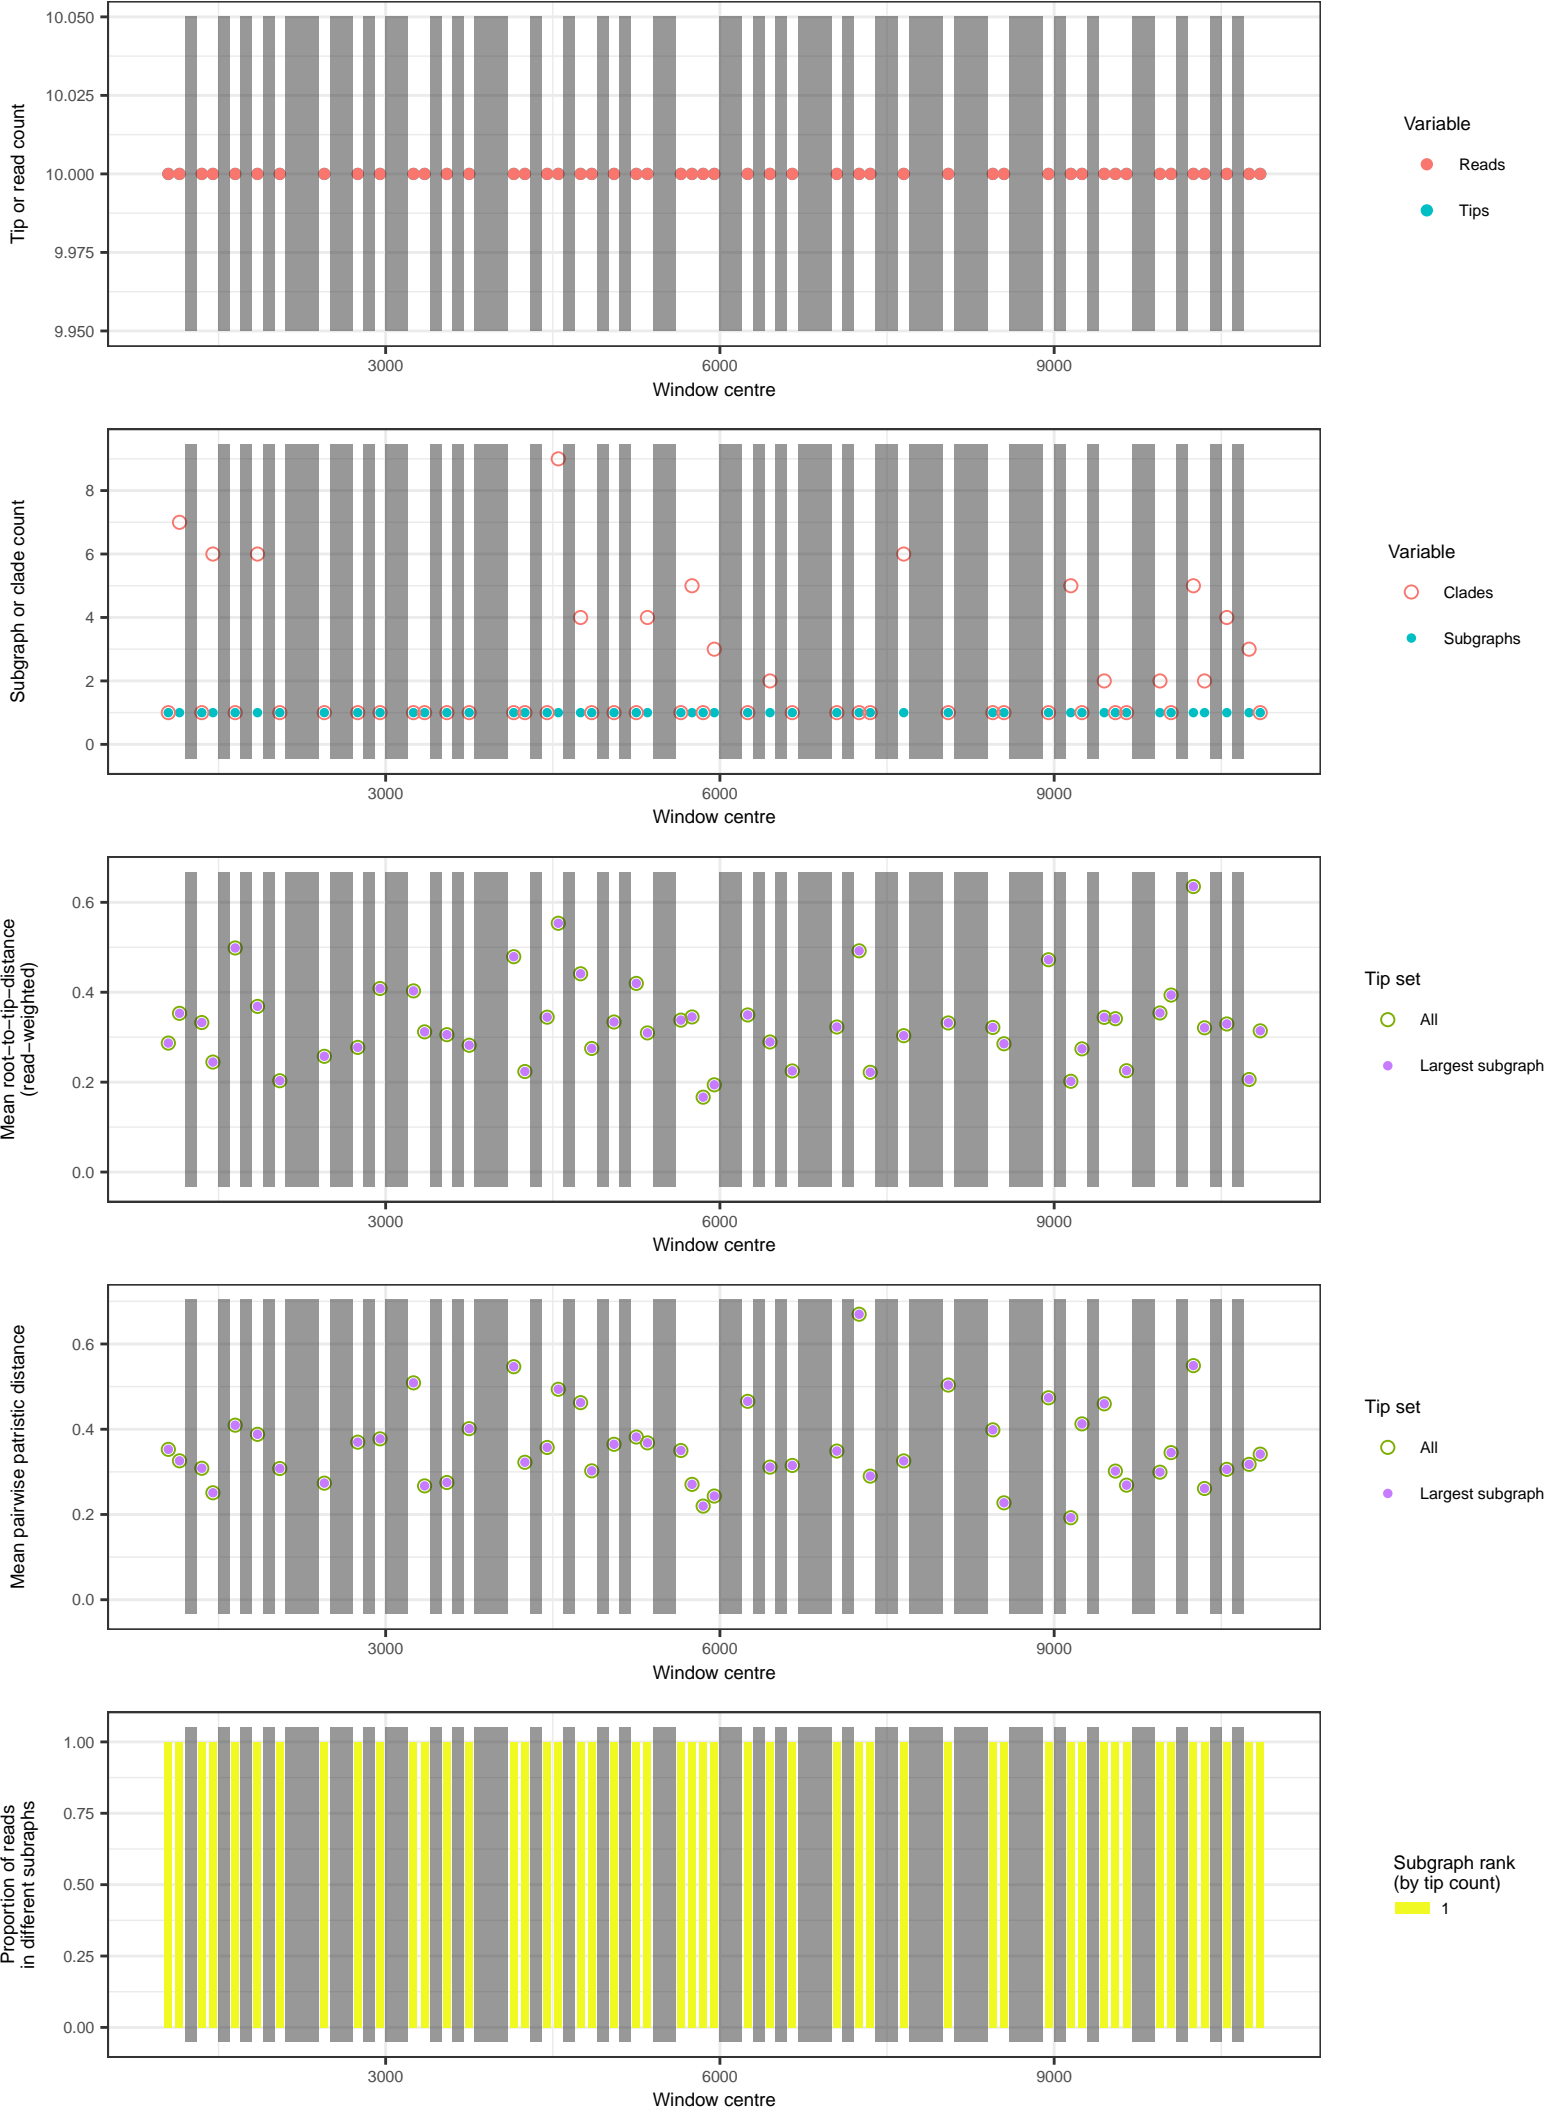 10.050
10.025
10.000
9.975
9.950
Tip or read count
3000
6000
9000
Window centre
Variable
Reads
Tips
8
6
4
2
0
Subgraph or clade count
3000
6000
9000
Window centre
Variable
Clades
Subgraphs
0.6
0.4
0.2
0.0
Mean root−to−tip−distance
(read−weighted)
3000
6000
9000
Window centre
Tip set
All
Largest subgraph
0.6
0.4
0.2
0.0
Mean pairwise patristic distance
3000
6000
9000
Window centre
Tip set
All
Largest subgraph
1.00
0.75
0.50
0.25
0.00
Proportion of reads
in different subraphs
3000
6000
9000
Window centre
Subgraph rank
(by tip count)
1